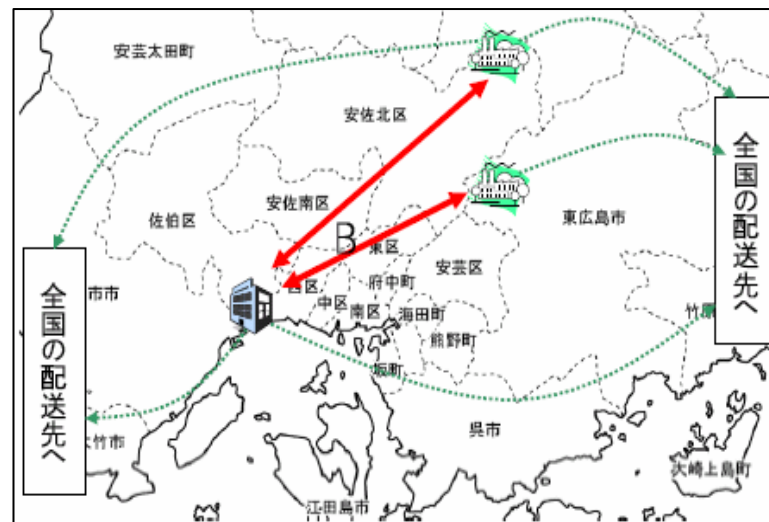 安芸太田町
安佐北区
安佐南区
佐伯区
東広島市
B
東区
安芸区
府中町
市市
西区
中区
南区
海田町
熊野町
坂町
竹原
呉市
大竹市
大崎上島町
江田島市
全国の配送先へ
全国の配送先へ